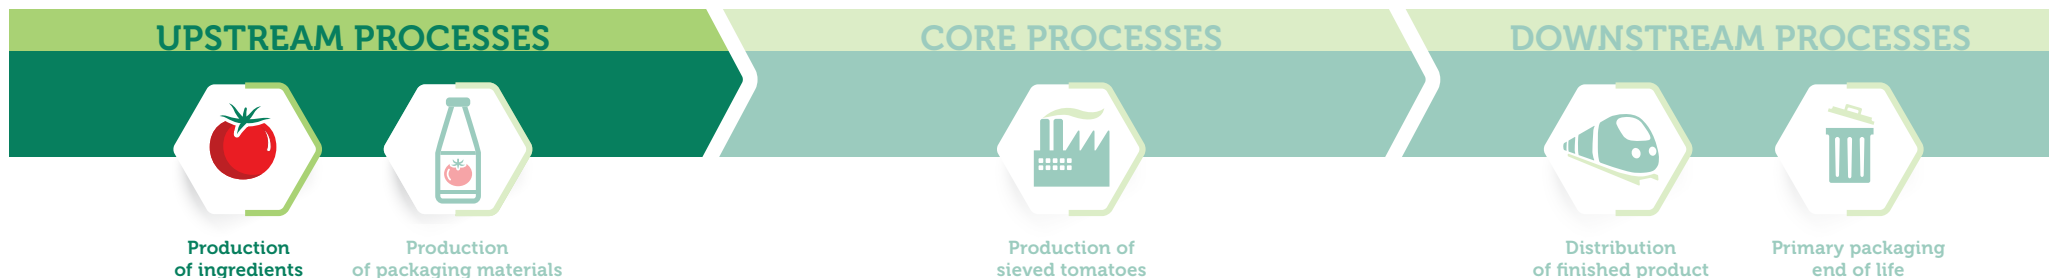 UPSTREAM PROCESSES
CORE PROCESSES
DOWNSTREAM PROCESSES
Production
of ingredients
Production
of packaging materials
Production of
sieved tomatoes
Distribution
of finished product
Primary packaging
end of life